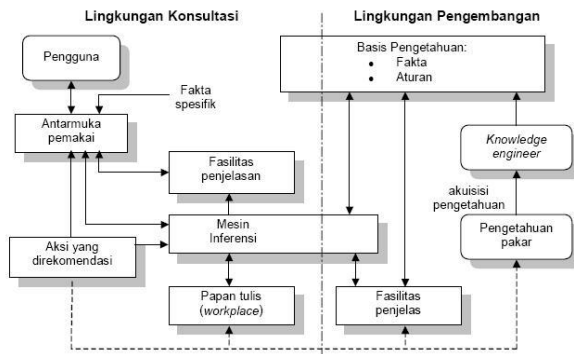 Lingkungan Konsultasi
Lingkungan Pengembangan
Pengguna
Fakta
spesifik
Basis Pengetahuan:
• Fakta
• Aturan
Antarmuka
pemakai
Fasilitas
penjelasan
Knowledge
engineer
akuisisi
pengetahuan
Mesin
Inferensi
Aksi yang
direkomendasi
Pengetahuan
pakar
Papan tulis
(workplace)
Fasilitas
penjelas